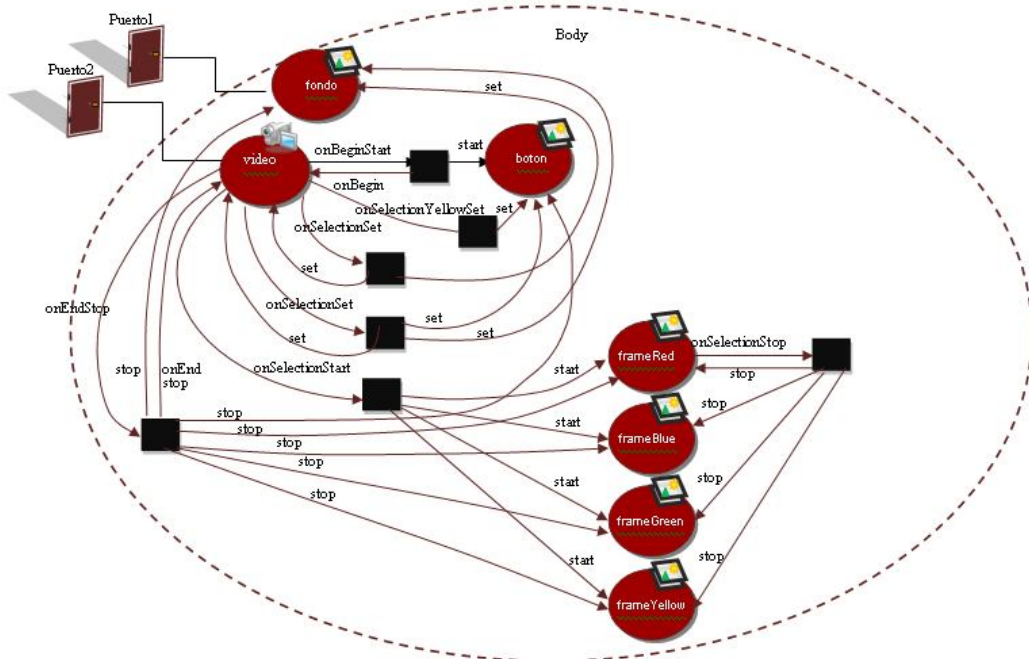 Puerto1
Body
Puerto2
fondo
set
video
onBeginStart
start
boton
onBegin
onSelectionYellowSet
set
onSelectionSet
set
onEndStop
onSelectionSet
set
set
set
stop
onEnd
stop
onSelectionStart
start
frameRed
onSelectionStop
stop
stop
stop
start
frameBlue
stop
stop
stop
start
frameGreen
stop
start
stop
frameYellow